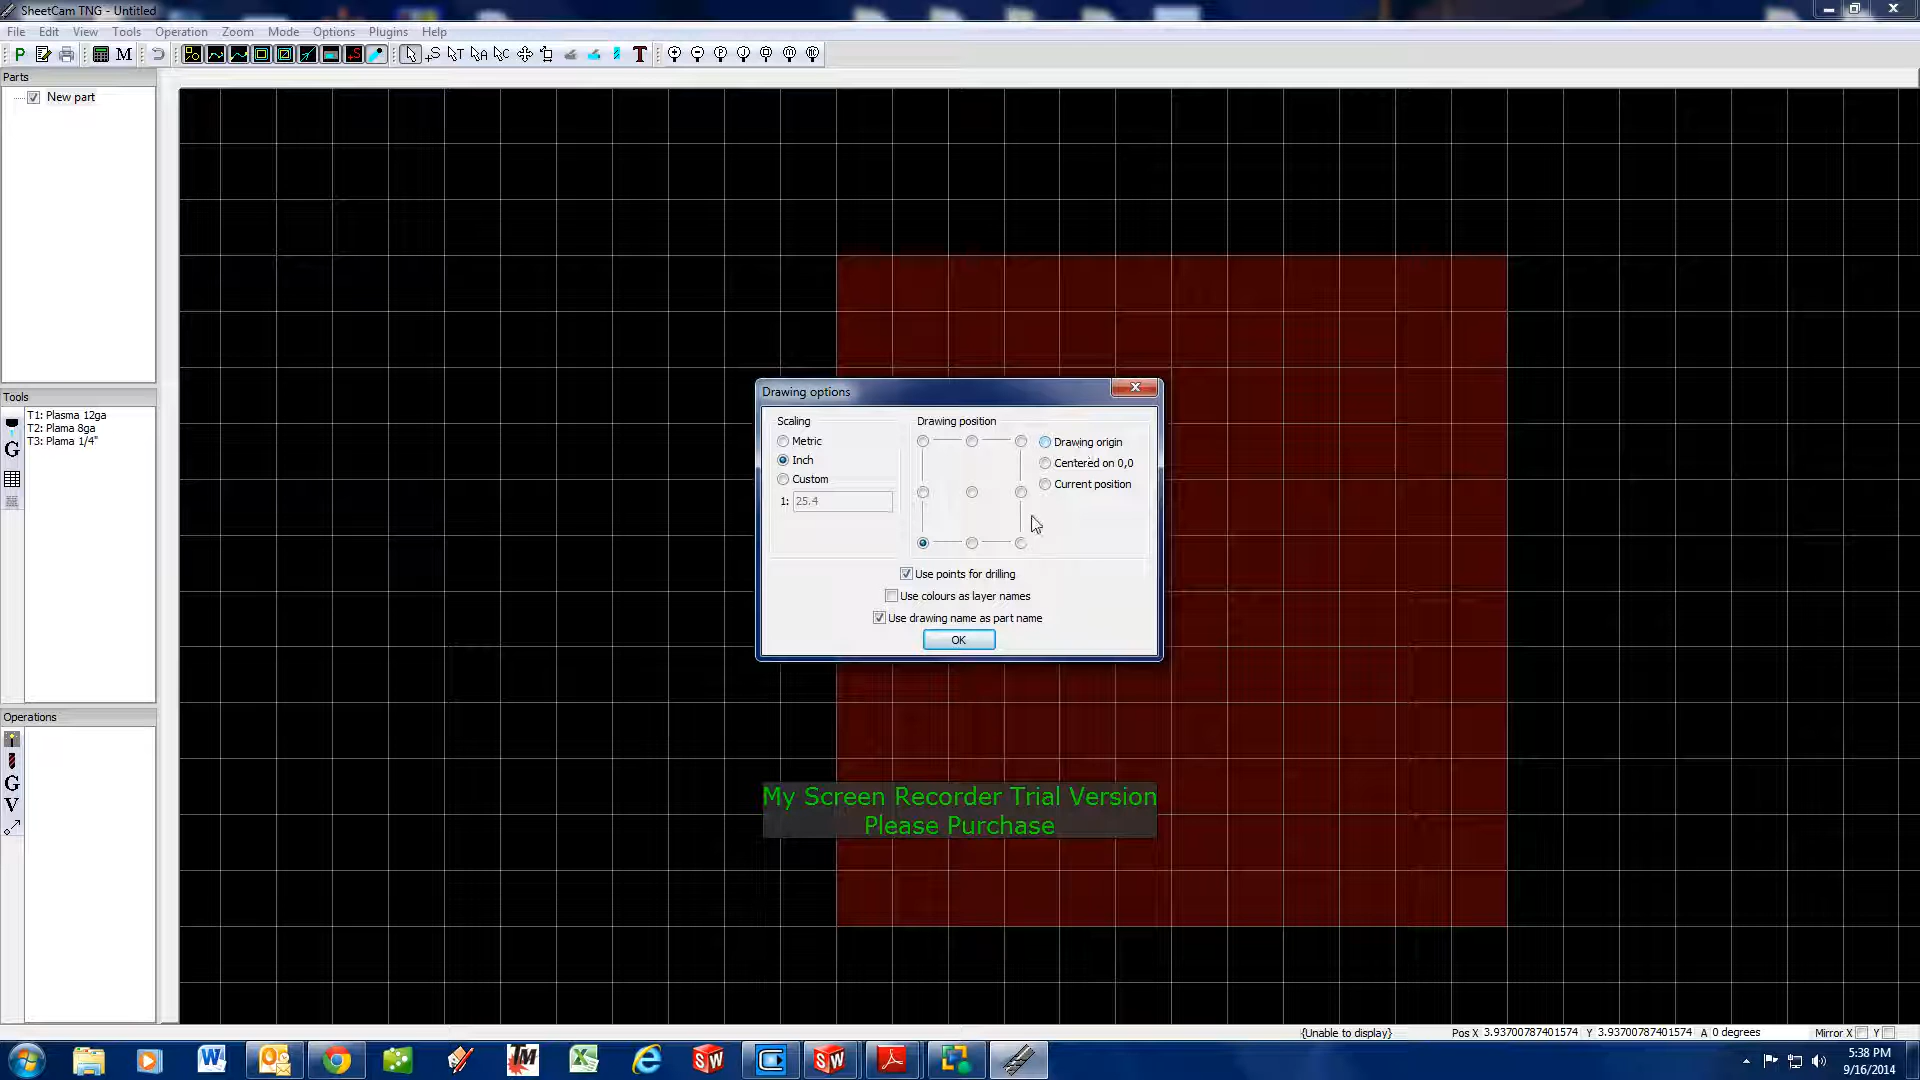 SheetCam TNG - Untitled
File Edit View Tools Operation Zoom Mode Options Plugins Help
P M S T A C T P J
Parts
New part
Tools
T1: Plasma 12ga
T2: Plama 8ga
T3: Plama 1/4"
G
Operations
G
V
Drawing options
Scaling
Metric
Inch
Custom
1: 25.4
Drawing position
Drawing origin
Centered on 0,0
Current position
Use points for drilling
Use colours as layer names
Use drawing name as part name
OK
My Screen Recorder Trial Version
Please Purchase
{Unable to display} Pos X 3.93700787401574 Y 3.93700787401574 A 0 degrees Mirror X Y
5:38 PM
9/16/2014